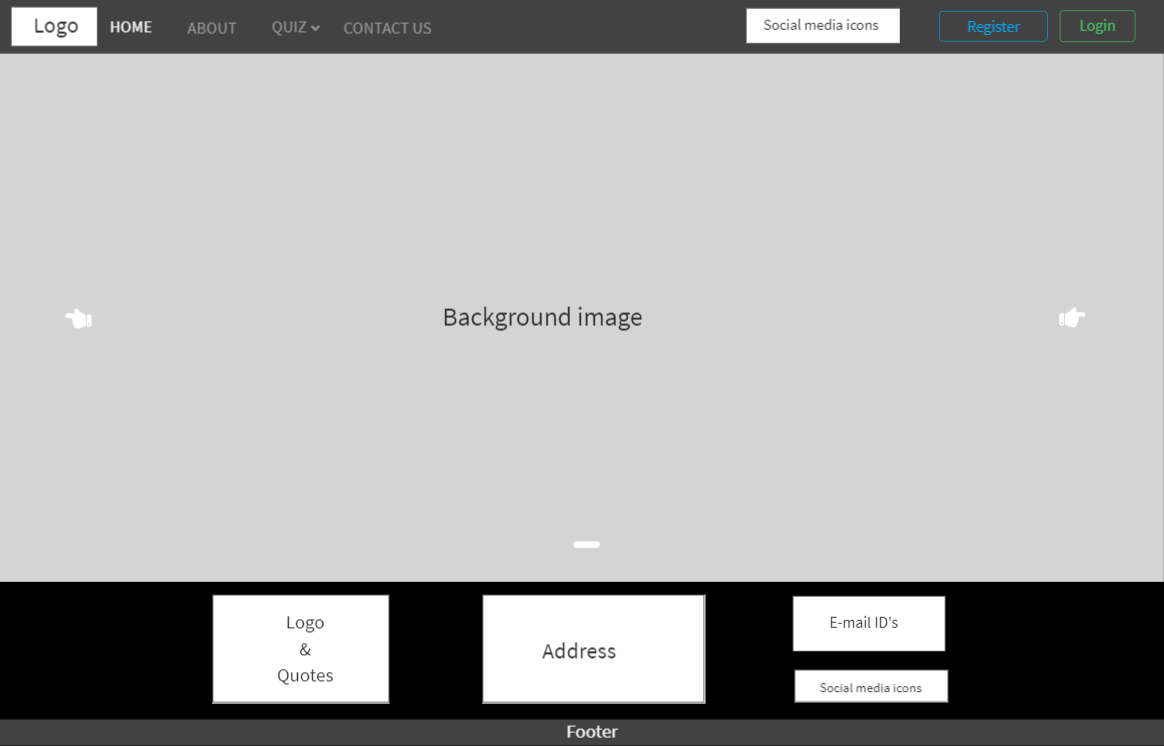 Logo
HOME
ABOUT
QUIZ
CONTACT US
Social media icons
Register
Login
Background image
Logo
&
Quotes
Address
E-mail ID's
Social media icons
Footer